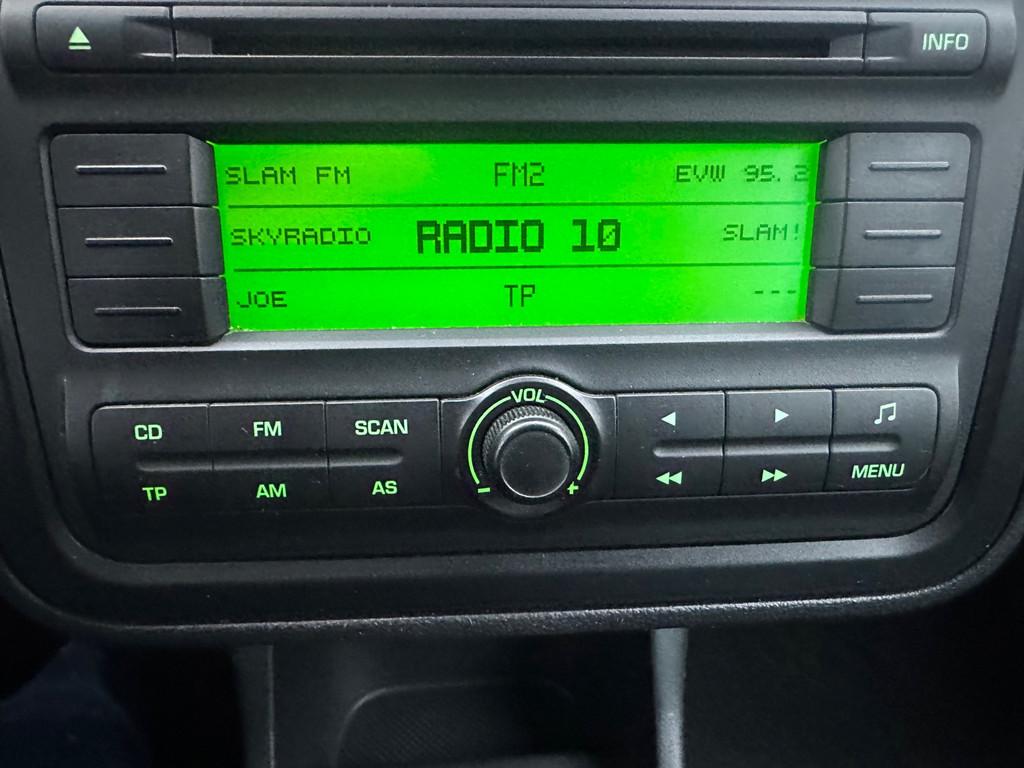 INFO
SLAM FM FM2 EVW 95.2
SKYRADIO RADIO 10 SLAM!
JOE TP ---
VOL
CD FM SCAN
- +
TP AM AS MENU